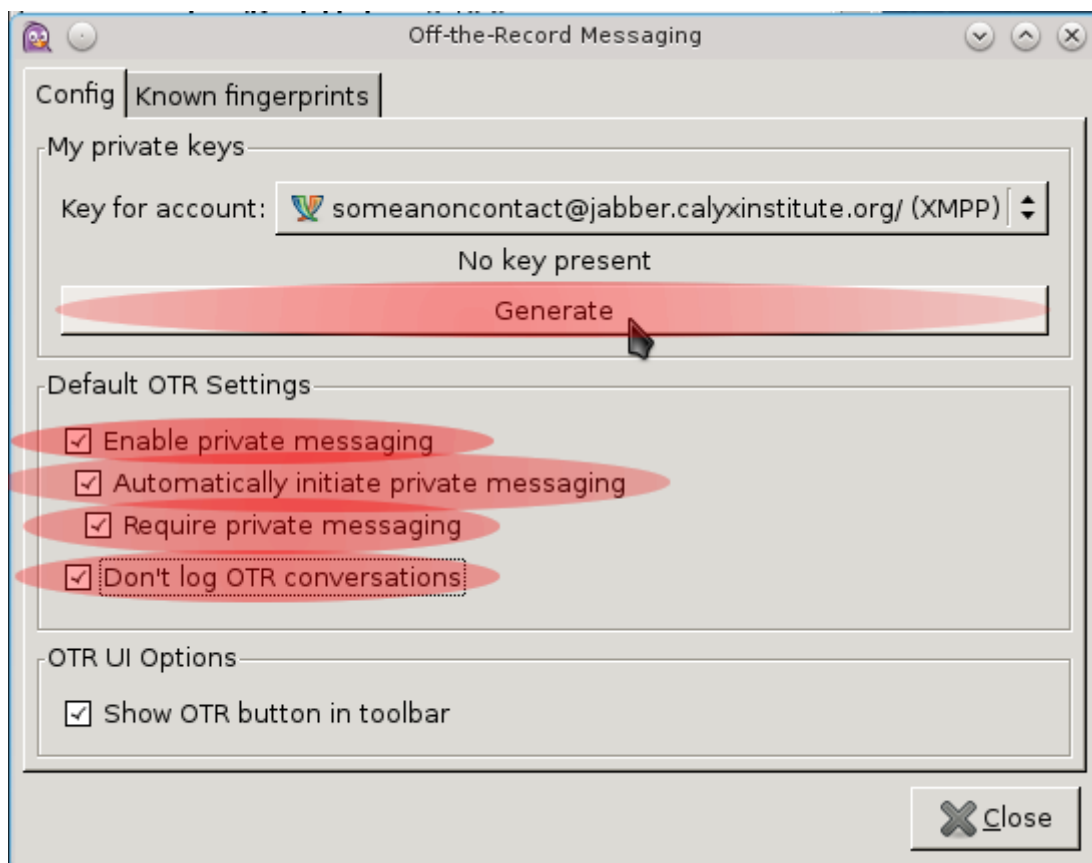 Off-the-Record Messaging
Config Known fingerprints
My private keys
Key for account: someanoncontact@jabber.calyxinstitute.org/ (XMPP)
No key present
Generate
Default OTR Settings
Enable private messaging
Automatically initiate private messaging
Require private messaging
Don't log OTR conversations
OTR UI Options
Show OTR button in toolbar
Close